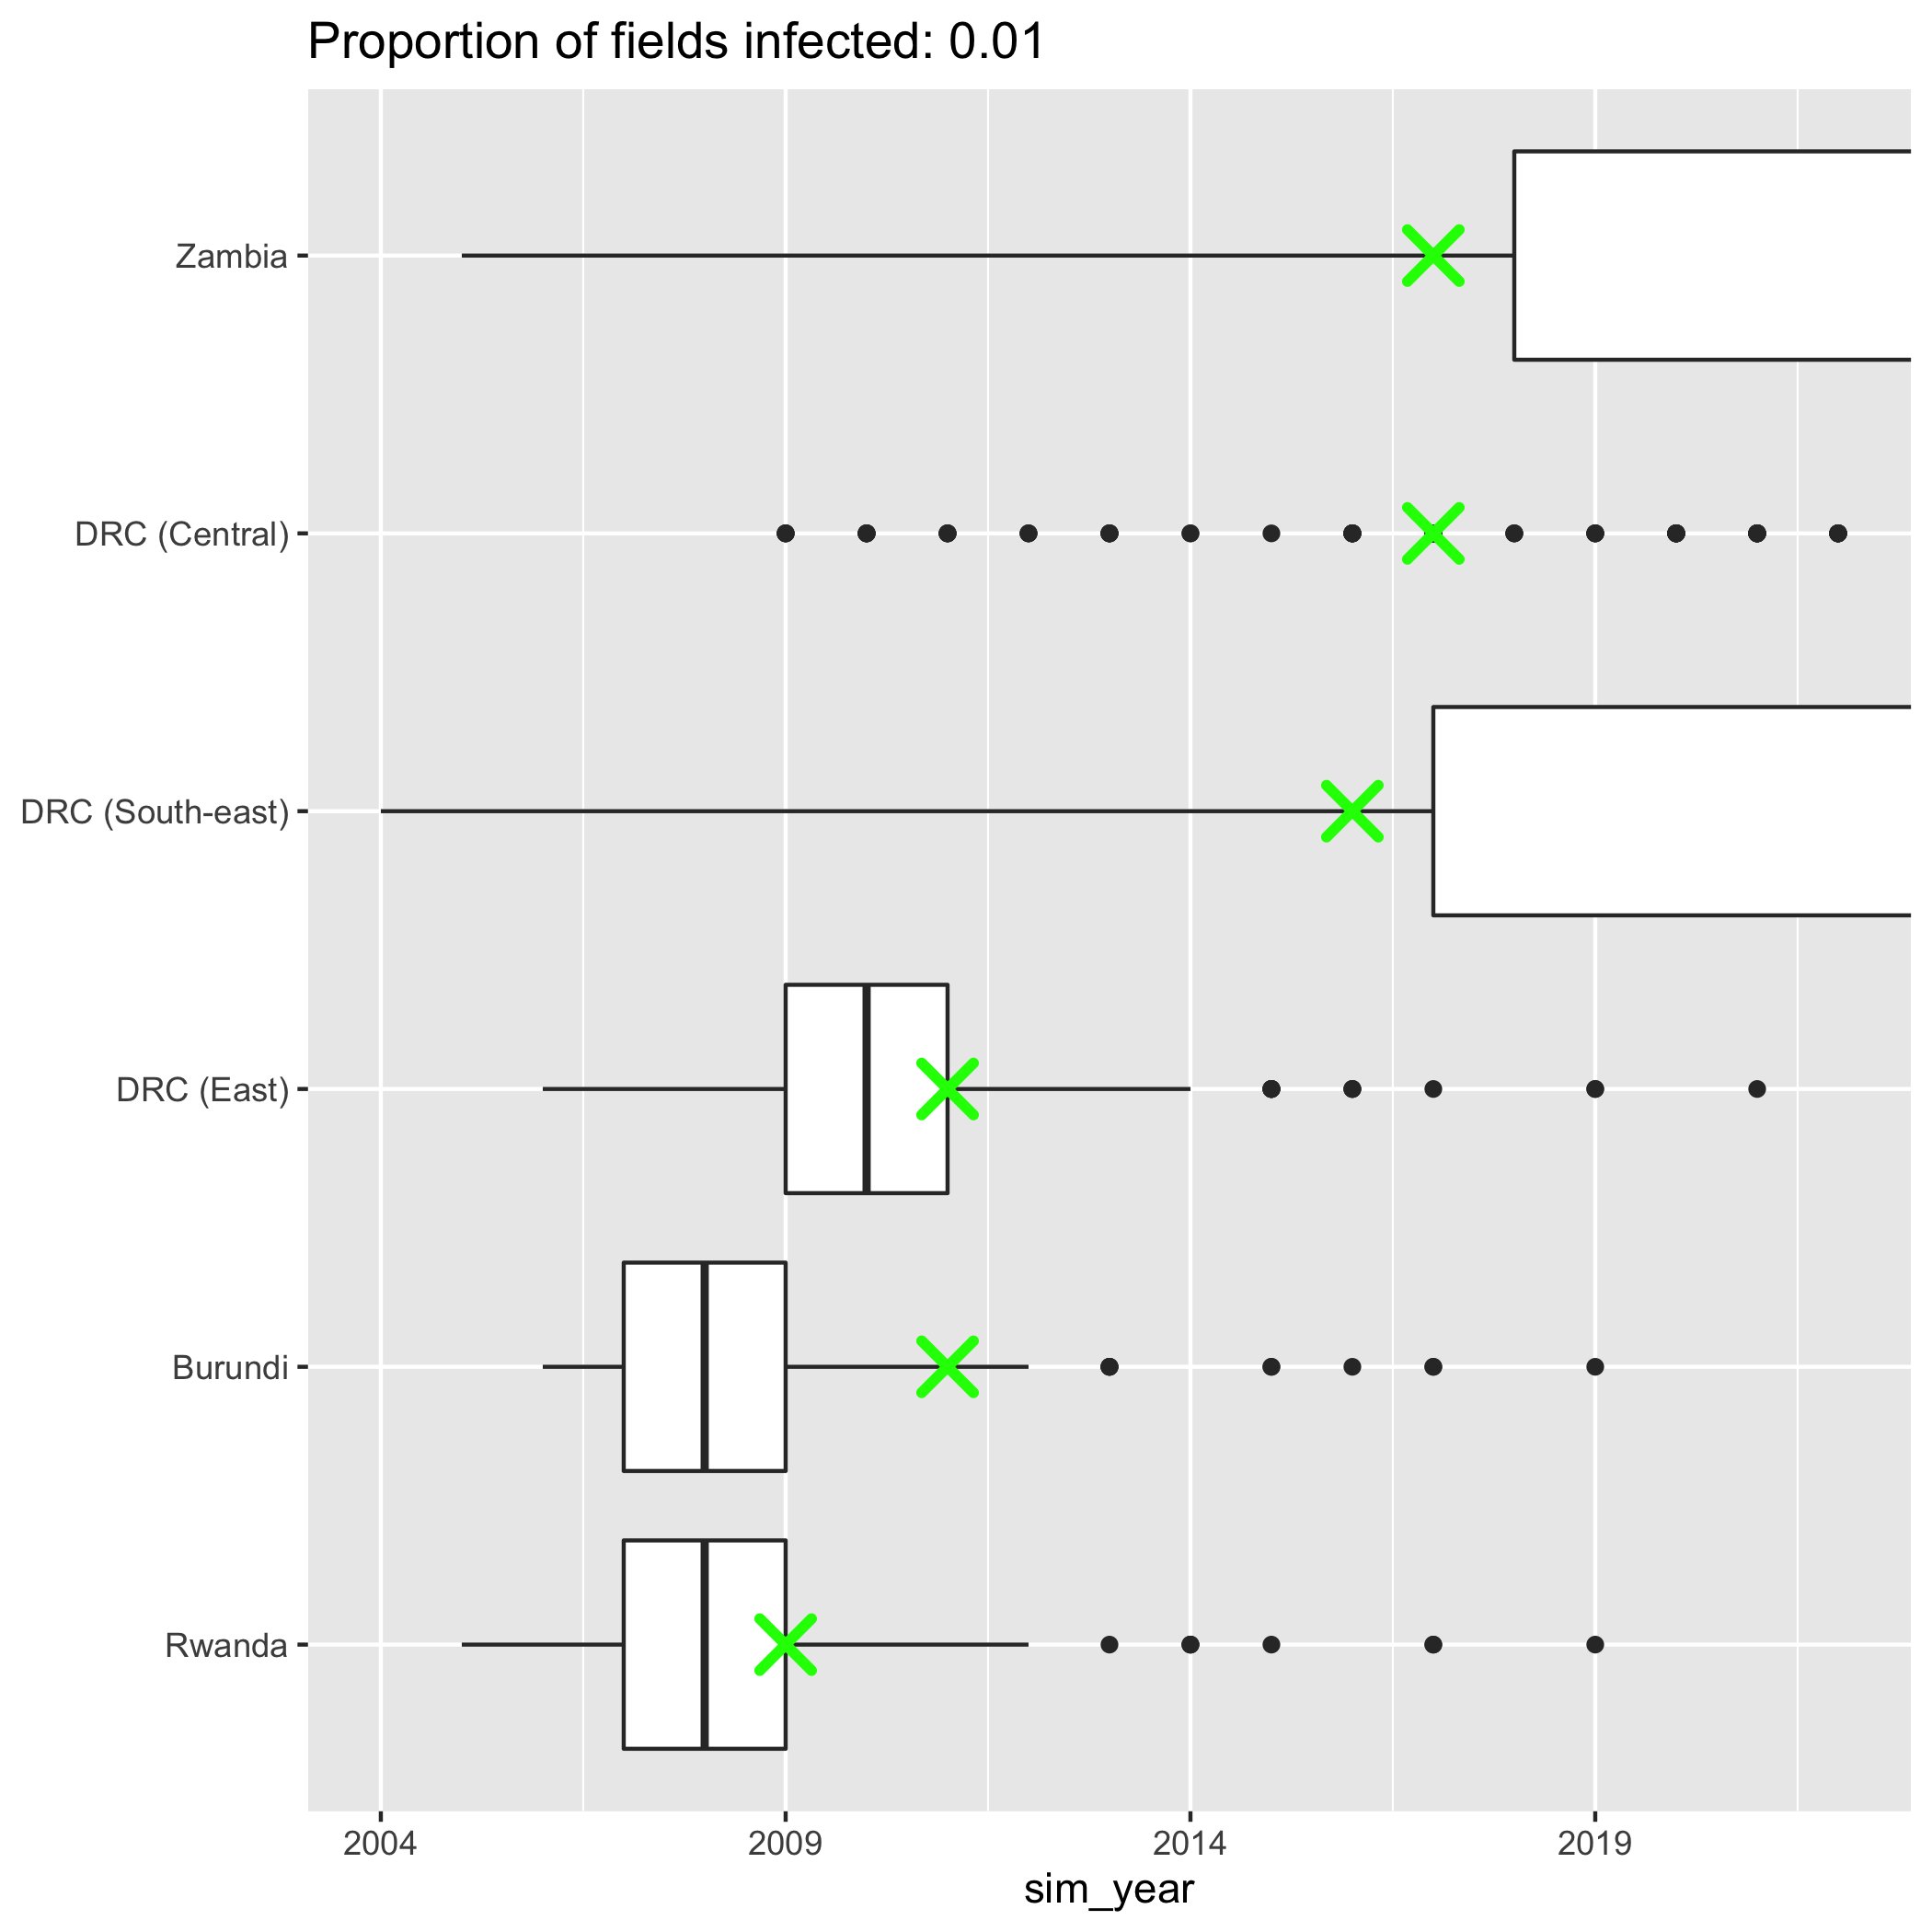 Proportion of fields infected: 0.01
Zambia
DRC (Central)
DRC (South-east)
DRC (East)
Burundi
Rwanda
2004 2009 2014 2019
sim_year